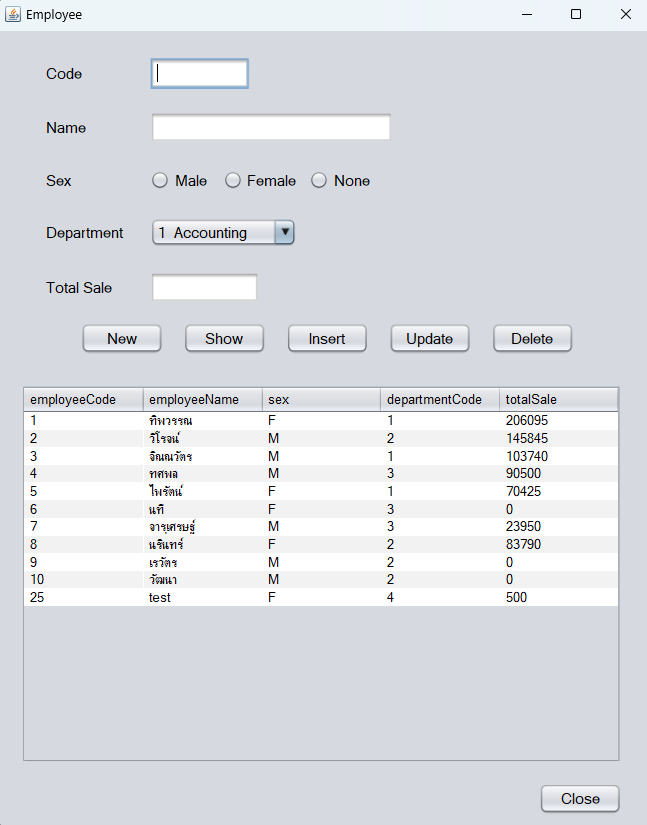 Employee
Code
Name
Sex Male Female None
Department 1 Accounting
Total Sale
New Show Insert Update Delete
employeeCode employeeName sex departmentCode totalSale
1 ทิพวรรณ F 1 206095
2 วิโรจน์ M 2 145845
3 จิณณวัตร M 1 103740
4 ทศพล M 3 90500
5 ไพรัตน์ F 1 70425
6 แท้ F 3 0
7 จารุเศรษฐ์ M 3 23950
8 นรินทร์ F 2 83790
9 เรวัตร M 2 0
10 วัฒนา M 2 0
25 test F 4 500
Close